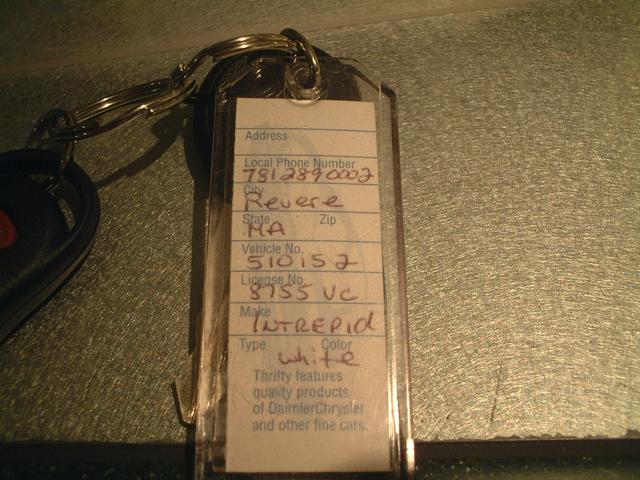 Address
Local Phone Number
7812890002
City
Revere
State Zip
MA
Vehicle No.
510152
License No.
8755 VC
Make
INTREPID
Type Color
white
Thrifty features
quality products
of DaimlerChrysler
and other fine cars.